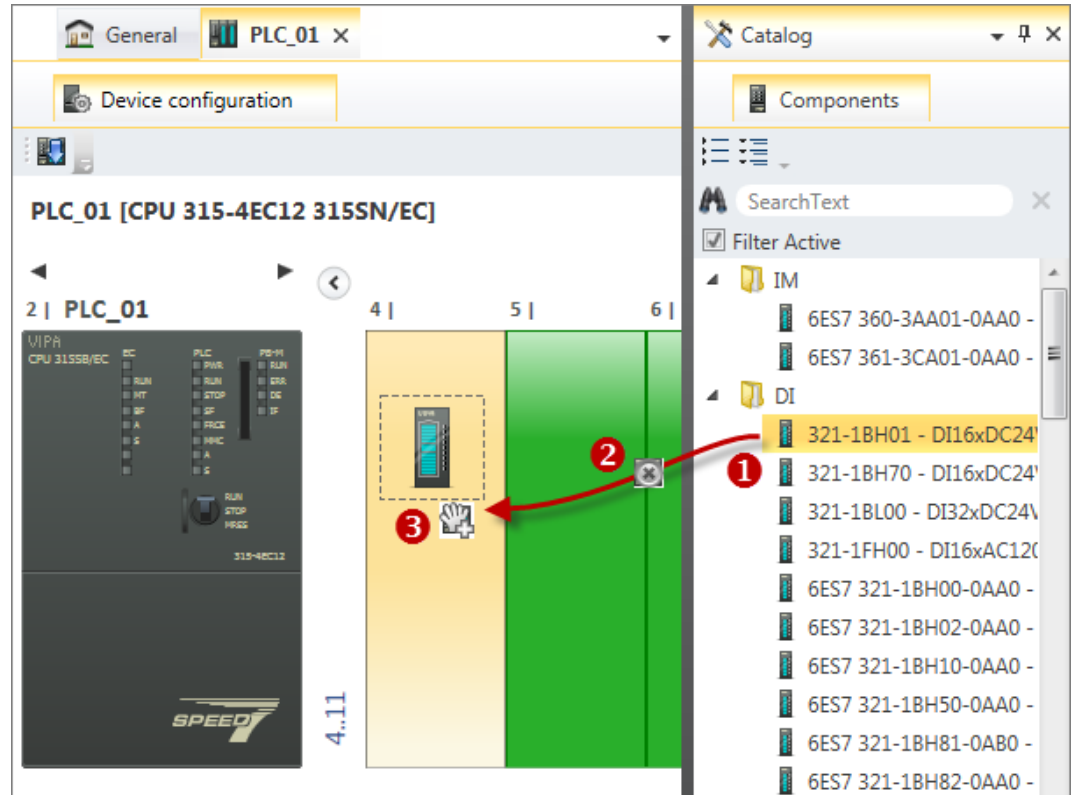 General
PLC_01
Device configuration
PLC_01 [CPU 315-4EC12 315SN/EC]
2 | PLC_01
4 |
5 |
6 |
VIPA
CPU 315SB/EC
EC
RUN
MT
BF
A
S
PLC
PWR
RUN
STOP
SF
FRCE
MMC
A
S
PB-M
RUN
ERR
DE
IF
RUN
STOP
MRES
315-4EC12
SPEED7
4..11
VIPA
2
3
1
Catalog
Components
SearchText
Filter Active
IM
6ES7 360-3AA01-0AA0 -
6ES7 361-3CA01-0AA0 -
DI
321-1BH01 - DI16xDC24V
321-1BH70 - DI16xDC24V
321-1BL00 - DI32xDC24V
321-1FH00 - DI16xAC120
6ES7 321-1BH00-0AA0 -
6ES7 321-1BH02-0AA0 -
6ES7 321-1BH10-0AA0 -
6ES7 321-1BH50-0AA0 -
6ES7 321-1BH81-0AB0 -
6ES7 321-1BH82-0AA0 -